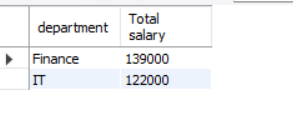 department Total salary
Finance 139000
IT 122000